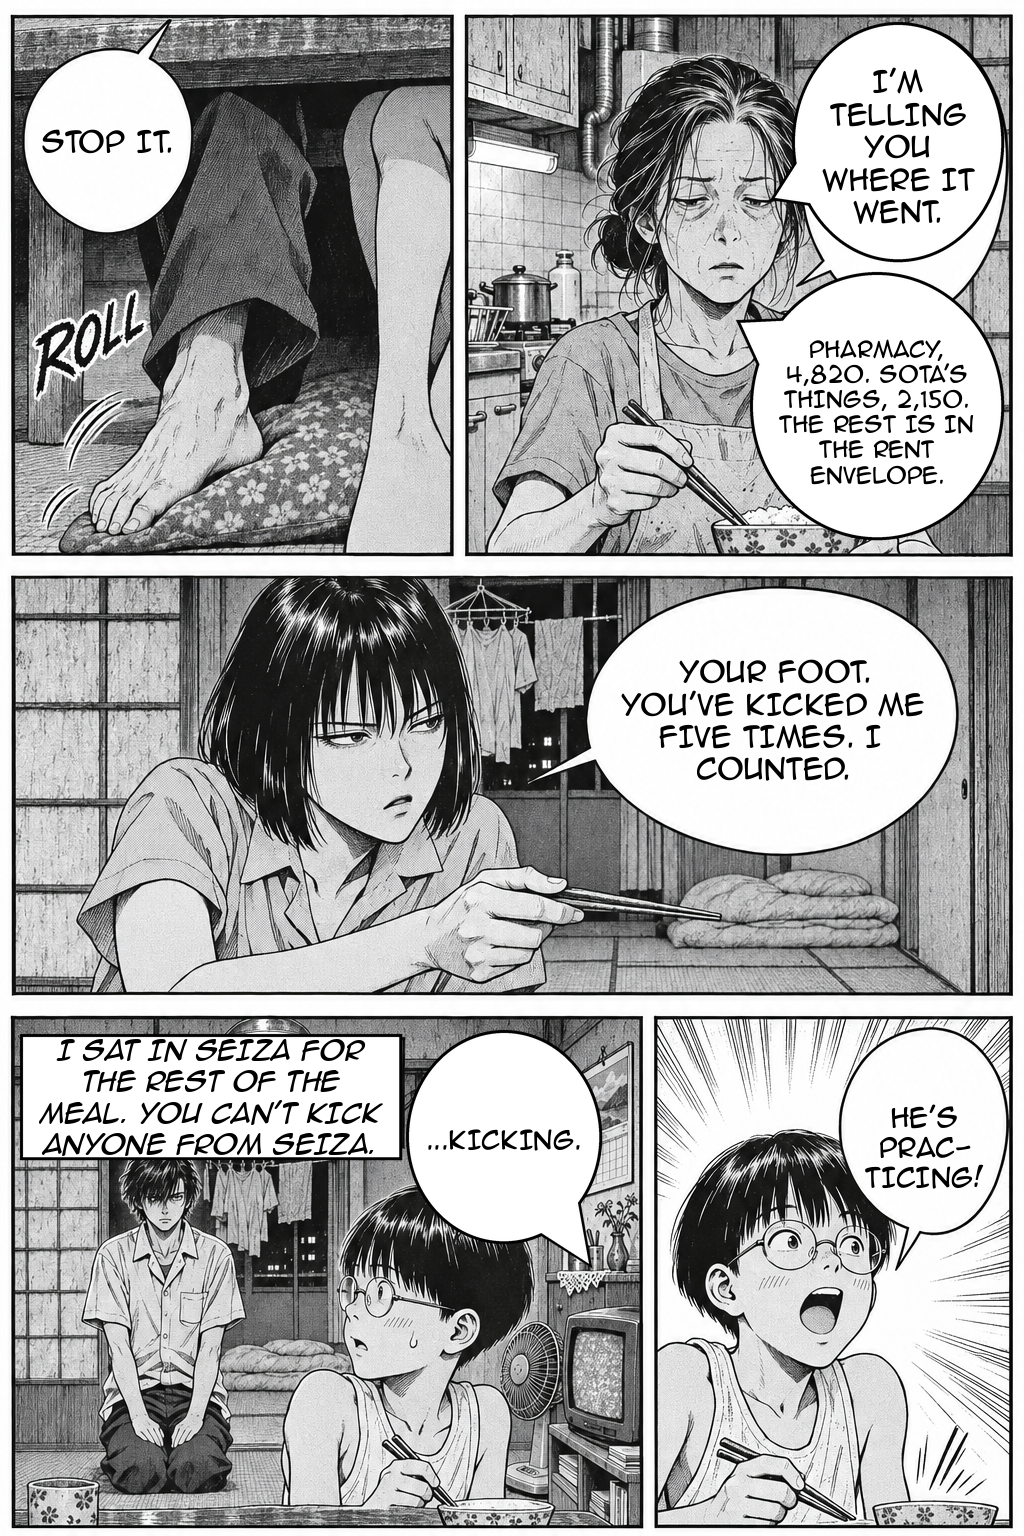 STOP IT.
ROLL
I'M
TELLING
YOU
WHERE IT
WENT.
PHARMACY,
4,820. SOTA'S
THINGS, 2,150.
THE REST IS IN
THE RENT
ENVELOPE.
YOUR FOOT.
YOU'VE KICKED ME
FIVE TIMES. I
COUNTED.
I SAT IN SEIZA FOR
THE REST OF THE
MEAL. YOU CAN'T KICK
ANYONE FROM SEIZA.
...KICKING.
HE'S
PRAC-
TICING!